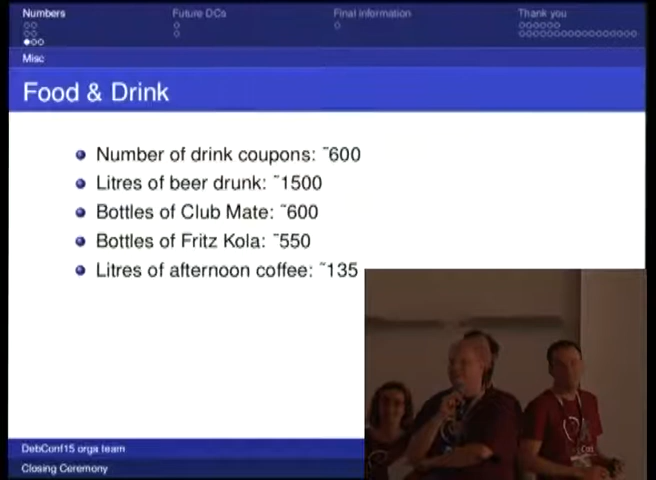 Numbers
Future DCs
Final information
Thank you
Misc
Food & Drink
Number of drink coupons: ˜600
Litres of beer drunk: ˜1500
Bottles of Club Mate: ˜600
Bottles of Fritz Kola: ˜550
Litres of afternoon coffee: ˜135
DebConf15 orga team
Closing Ceremony